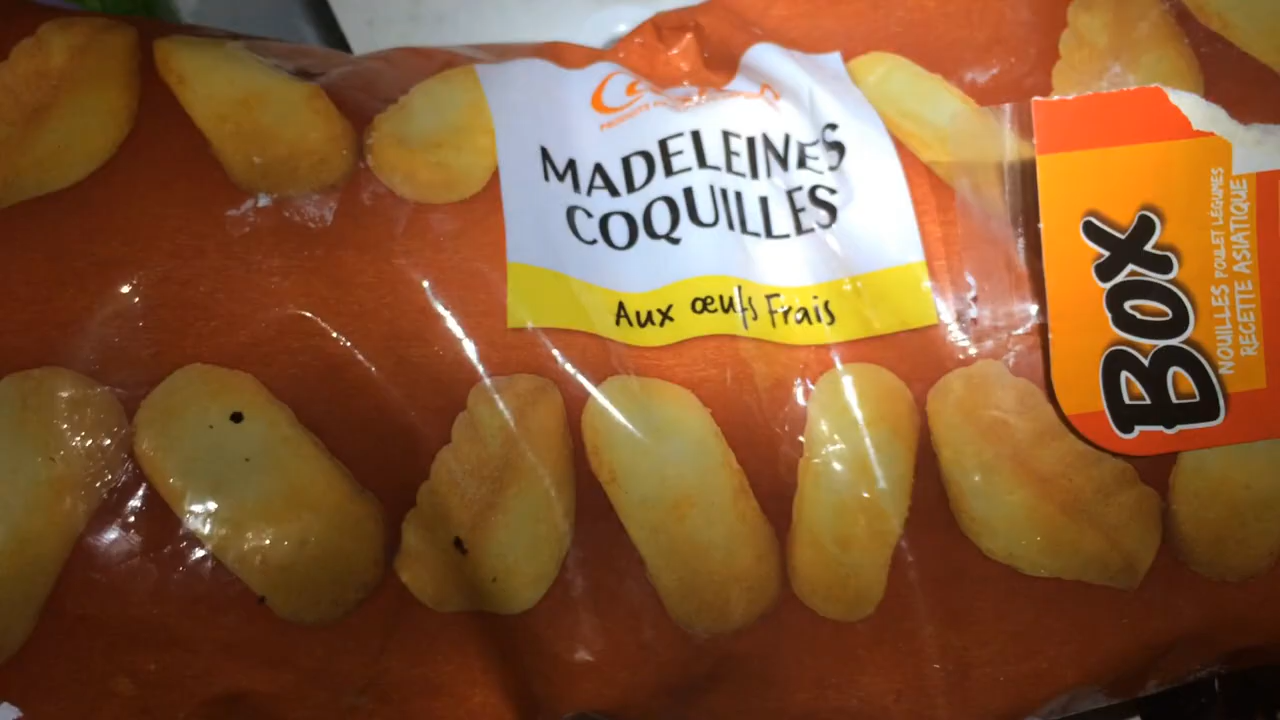 MADELEINES
COQUILLES
Aux œufs Frais
BOX
NOUILLES POULET LÉGUMES
RECETTE ASIATIQUE